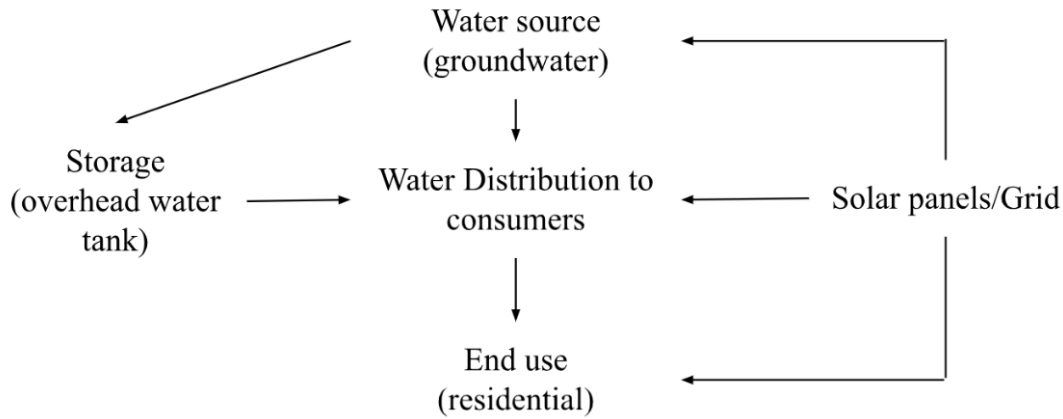 Water source
(groundwater)
Storage
(overhead water
tank)
Water Distribution to
consumers
Solar panels/Grid
End use
(residential)